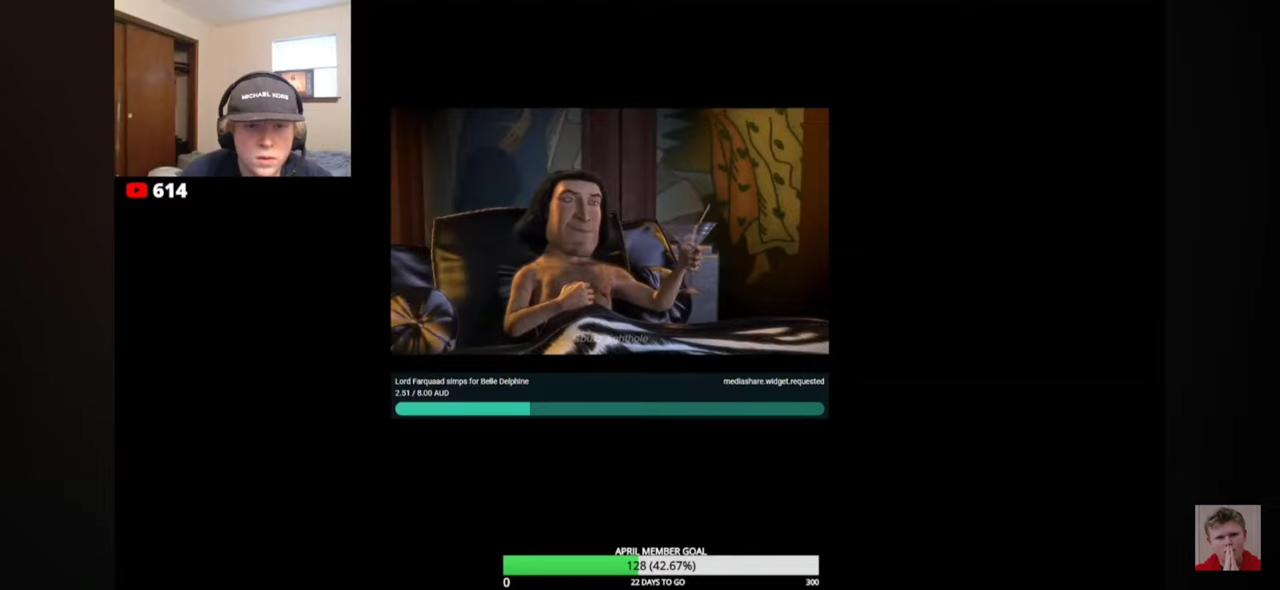 MICHAEL KORS
614
Lord Farquaad simps for Belle Delphine
mediashare.widget.requested
2.51 / 8.00 AUD
APRIL MEMBER GOAL
128 (42.67%)
0
22 DAYS TO GO
300